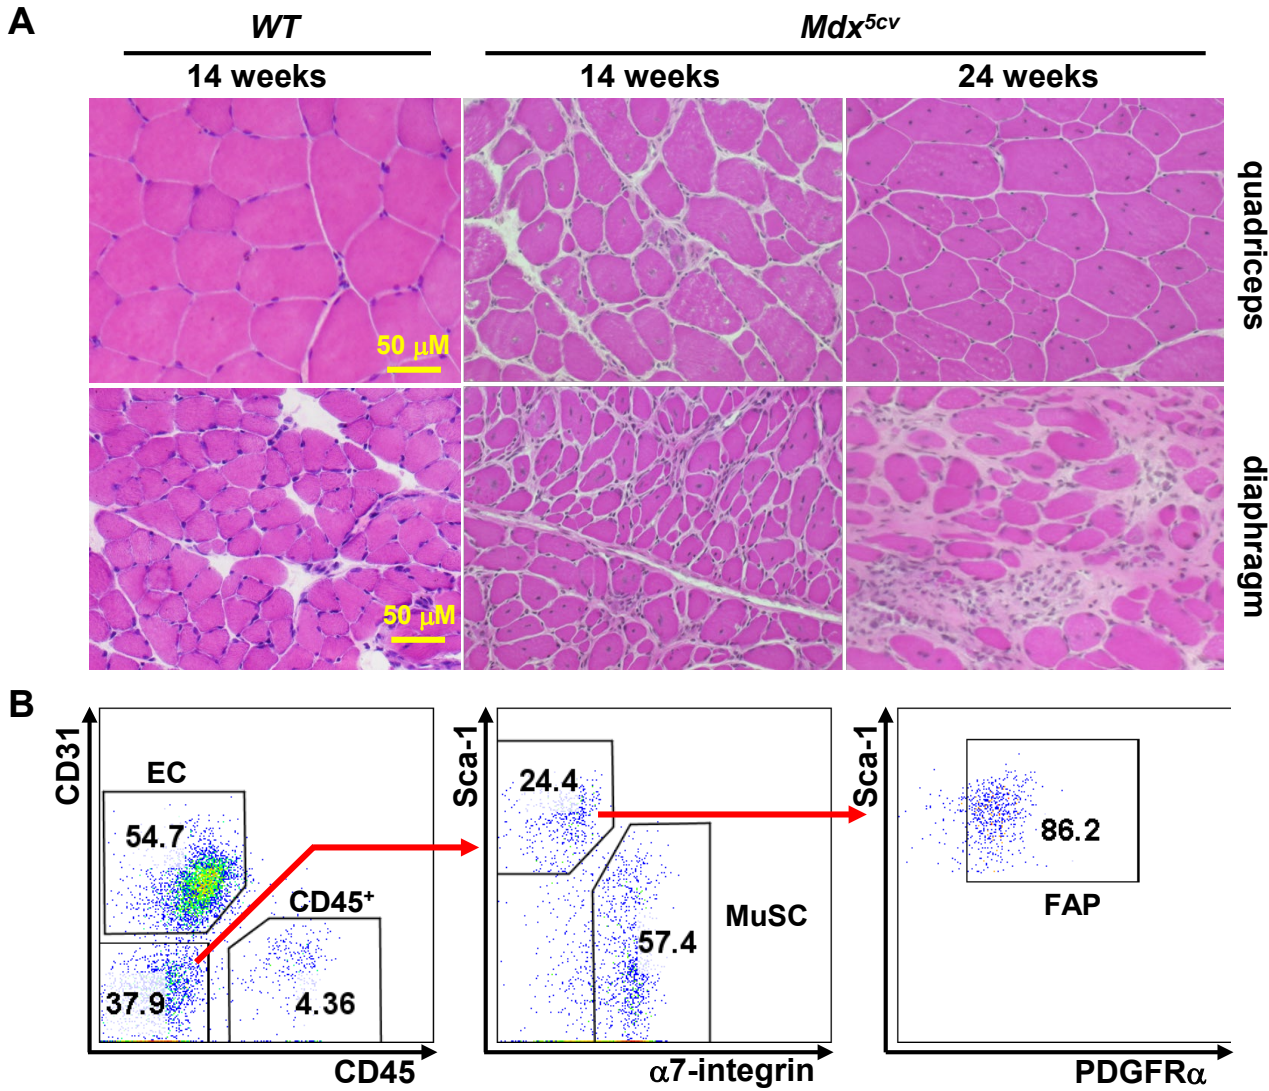 A
WT
Mdx5cv
14 weeks
14 weeks
24 weeks
50 μM
quadriceps
50 μM
diaphragm
B
CD31
EC
54.7
CD45+
37.9
4.36
CD45
Sca-1
24.4
MuSC
57.4
α7-integrin
Sca-1
86.2
FAP
PDGFRα